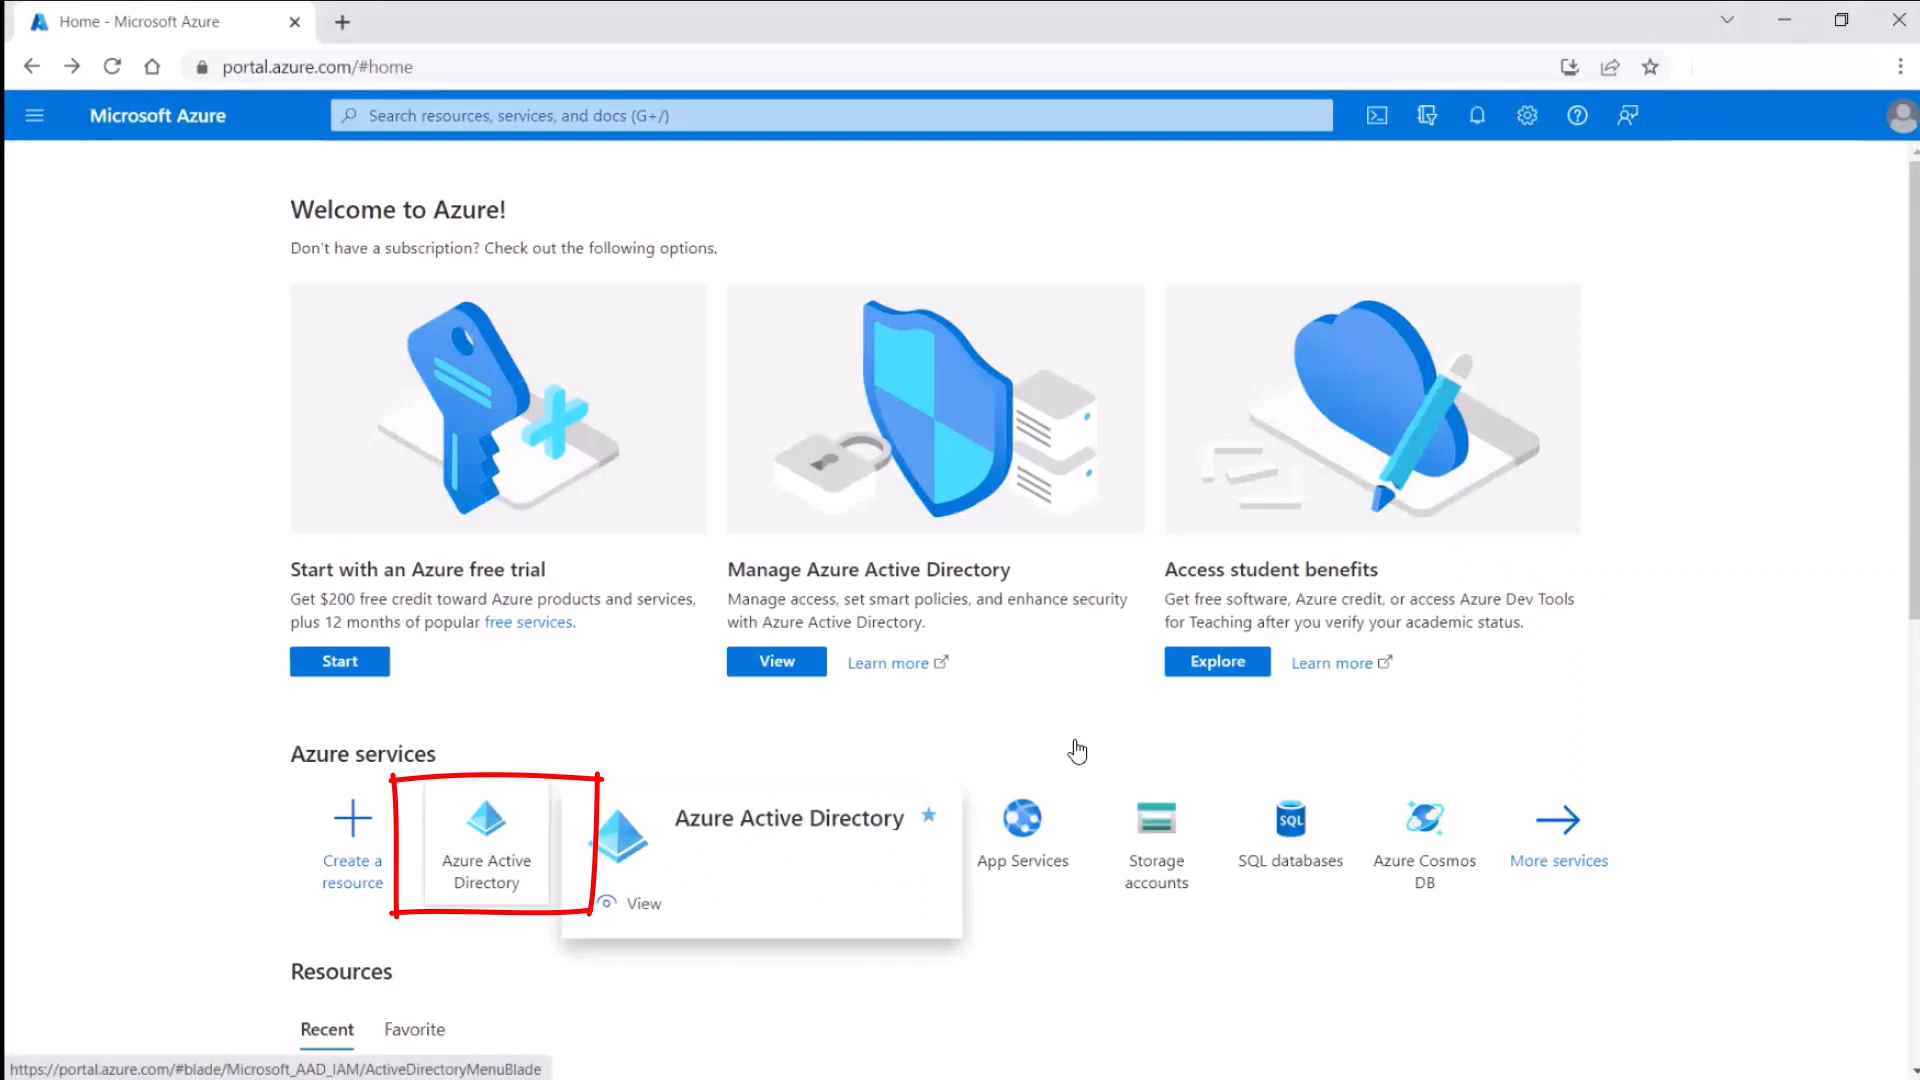 Home - Microsoft Azure
portal.azure.com/#home
Microsoft Azure
Search resources, services, and docs (G+/)
Welcome to Azure!
Don't have a subscription? Check out the following options.
Start with an Azure free trial
Get $200 free credit toward Azure products and services,
plus 12 months of popular free services.
Start
Manage Azure Active Directory
Manage access, set smart policies, and enhance security
with Azure Active Directory.
View
Learn more
Access student benefits
Get free software, Azure credit, or access Azure Dev Tools
for Teaching after you verify your academic status.
Explore
Learn more
Azure services
Create a
resource
Azure Active
Directory
Azure Active Directory
View
App Services
Storage
accounts
SQL
SQL databases
Azure Cosmos
DB
More services
Resources
Recent
Favorite
https://portal.azure.com/#blade/Microsoft_AAD_IAM/ActiveDirectoryMenuBlade